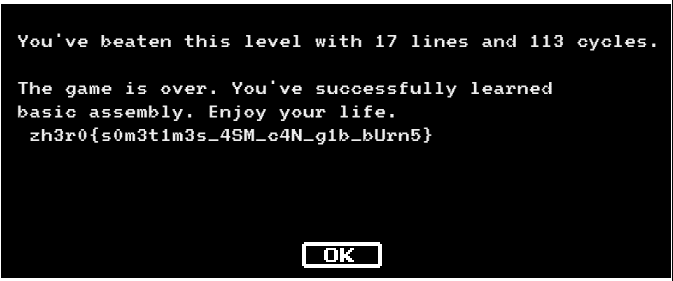 You've beaten this level with 17 lines and 113 cycles.
The game is over. You've successfully learned
basic assembly. Enjoy your life.
zh3r0{s0m3t1m3s_4SM_c4N_g1b_bUrn5}
OK